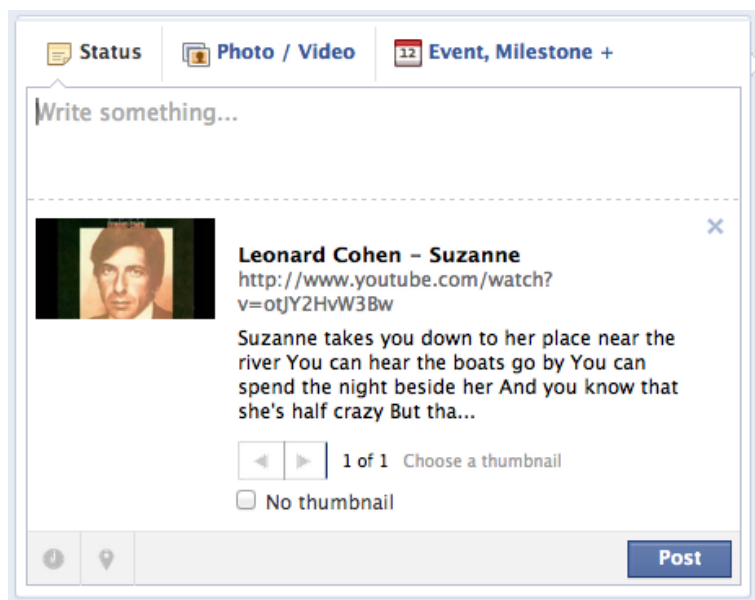 Status
Photo / Video
12
Event, Milestone +
Write something...
Leonard Cohen – Suzanne
http://www.youtube.com/watch?
v=otJY2HvW3Bw
Suzanne takes you down to her place near the
river You can hear the boats go by You can
spend the night beside her And you know that
she's half crazy But tha...
1 of 1 Choose a thumbnail
No thumbnail
Post